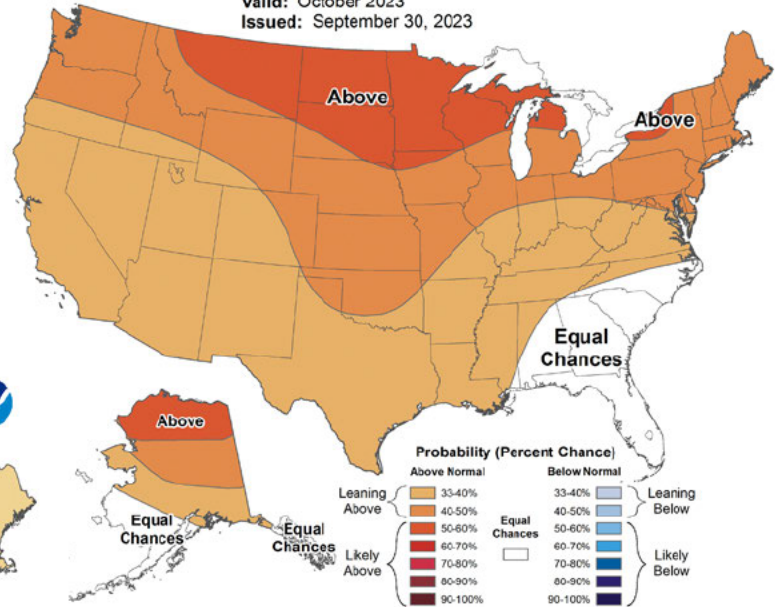 Valid: October 2023
Issued: September 30, 2023
Above
Above
Equal
Chances
Above
Equal
Chances
Equal
Chances
Probability (Percent Chance)
Above Normal Below Normal
Leaning
Above
33-40%
40-50%
50-60%
60-70%
70-80%
80-90%
90-100%
Likely
Above
Equal
Chances
33-40%
40-50%
50-60%
60-70%
70-80%
80-90%
90-100%
Leaning
Below
Likely
Below